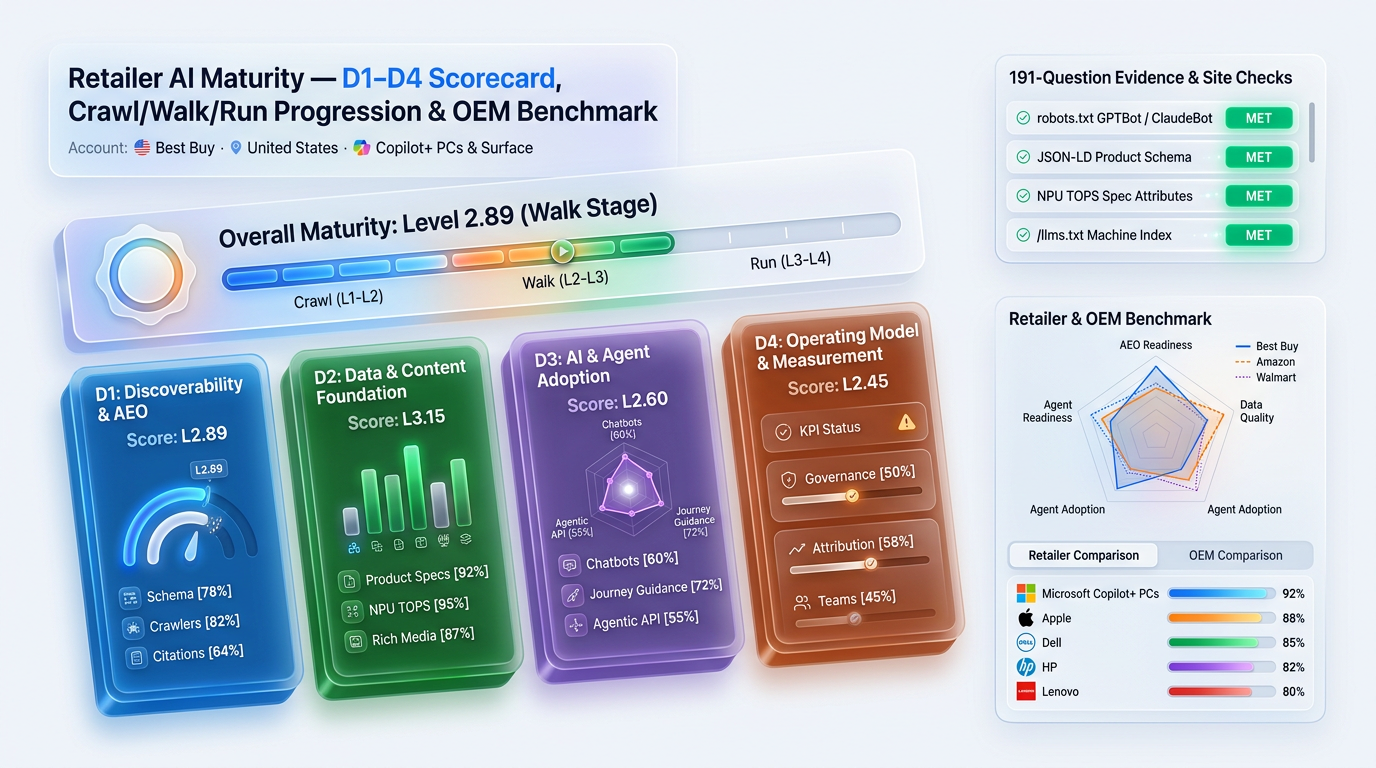 Retailer AI Maturity — D1–D4 Scorecard,
Crawl/Walk/Run Progression & OEM Benchmark
Account: Best Buy · United States · Copilot+ PCs & Surface
Overall Maturity: Level 2.89 (Walk Stage)
Crawl (L1-L2)
Walk (L2-L3)
Run (L3-L4)
D1: Discoverability
& AEO
Score: L2.89
L2.89
Schema [78%]
Crawlers [82%]
Citations [64%]
D2: Data & Content
Foundation
Score: L3.15
Product Specs [92%]
NPU TOPS [95%]
Rich Media [87%]
D3: AI & Agent
Adoption
Score: L2.60
Chatbots
[60%]
Agentic
API [55%]
Journey
Guidance
[72%]
Chatbots [60%]
Journey Guidance [72%]
Agentic API [55%]
D4: Operating Model
& Measurement
Score: L2.45
KPI Status
Governance [50%]
Attribution [58%]
Teams [45%]
191-Question Evidence & Site Checks
robots.txt GPTBot / ClaudeBot MET
JSON-LD Product Schema MET
NPU TOPS Spec Attributes MET
/llms.txt Machine Index MET
Retailer & OEM Benchmark
AEO Readiness
Best Buy
Amazon
Walmart
Agent
Readiness
Data
Quality
Agent Adoption
Agent Adoption
Retailer Comparison OEM Comparison
Microsoft Copilot+ PCs 92%
Apple 88%
DELL Dell 85%
hp HP 82%
Lenovo 80%